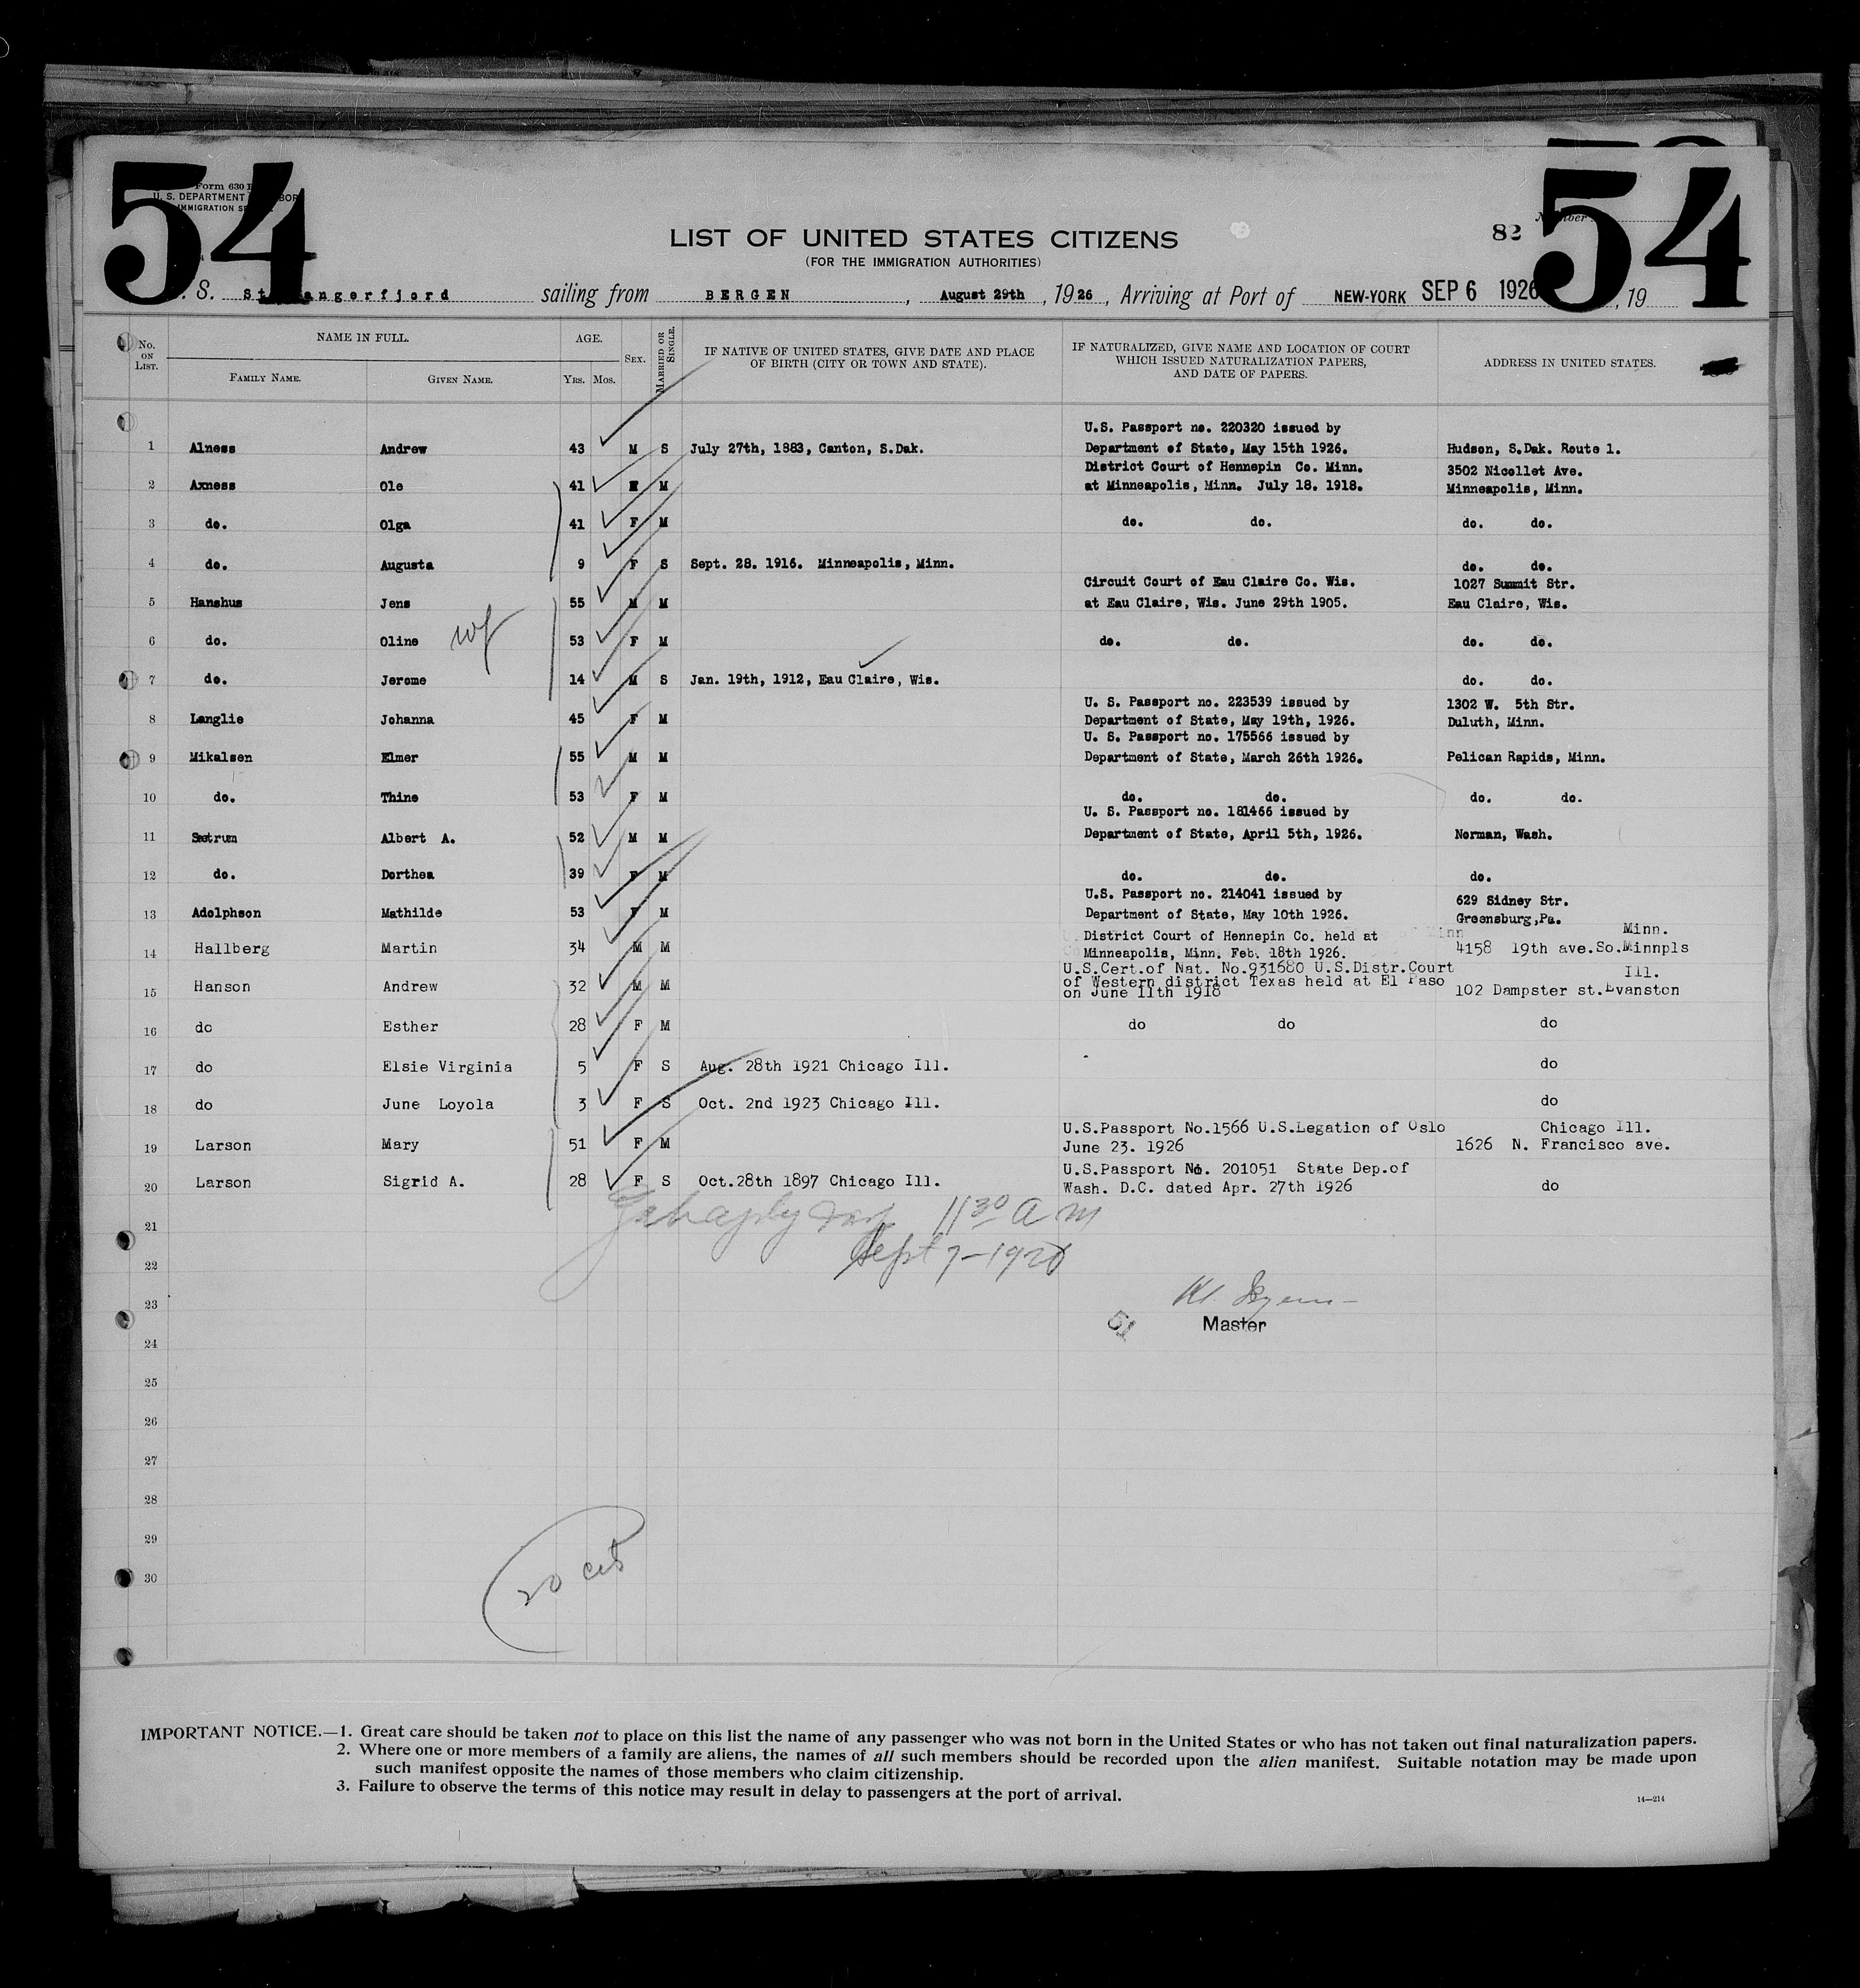 54
54
Form 630
U. S. DEPARTMENT
IMMIGRATION
Number
82
LIST OF UNITED STATES CITIZENS
(FOR THE IMMIGRATION AUTHORITIES)
S. St angerfjord sailing from BERGEN, August 29th, 1926, Arriving at Port of NEW-YORK SEP 6 1926, 19
No. ON LIST.
NAME IN FULL.
FAMILY NAME.
GIVEN NAME.
AGE.
YRS. MOS.
SEX.
MARRIED OR SINGLE.
IF NATIVE OF UNITED STATES, GIVE DATE AND PLACE
OF BIRTH (CITY OR TOWN AND STATE).
IF NATURALIZED, GIVE NAME AND LOCATION OF COURT
WHICH ISSUED NATURALIZATION PAPERS,
AND DATE OF PAPERS.
ADDRESS IN UNITED STATES.
U.S. Passport no. 220320 issued by
1 Alness Andrew 43 M S July 27th, 1883, Canton, S.Dak. Department of State, May 15th 1926. Hudson, S.Dak. Route 1.
District Court of Hennepin Co. Minn. 3502 Nicollet Ave.
2 Axness Ole 41 M at Minneapolis, Minn. July 18. 1918. Minneapolis, Minn.
3 do. Olga 41 F M do. do. do. do.
4 do. Augusta 9 F S Sept. 28. 1916. Minneapolis, Minn. do. do.
Circuit Court of Eau Claire Co. Wis. 1027 Summit Str.
5 Hanshus Jens 55 M M at Eau Claire, Wis. June 29th 1905. Eau Claire, Wis.
6 do. Oline wf 53 F M do. do. do. do.
7 do. Jerome 14 M S Jan. 19th, 1912, Eau Claire, Wis. do. do.
U. S. Passport no. 223539 issued by 1302 W. 5th Str.
8 Langlie Johanna 45 F M Department of State, May 19th, 1926. Duluth, Minn.
U. S. Passport no. 175566 issued by
9 Mikalsen Elmer 55 M M Department of State, March 26th 1926. Pelican Rapids, Minn.
10 do. Thine 53 F M do. do. do. do.
U. S. Passport no. 181466 issued by
11 Sætrum Albert A. 52 M M Department of State, April 5th, 1926. Norman, Wash.
12 do. Dorthea 39 F M do. do. do.
U.S. Passport no. 214041 issued by 629 Sidney Str.
13 Adolphson Mathilde 53 F M Department of State, May 10th 1926. Greensburg,Pa.
District Court of Hennepin Co. held at Minn.
14 Hallberg Martin 34 M M Minneapolis, Minn. Feb. 18th 1926. 4158 19th ave.So.Minnpls
U.S.Cert.of Nat. No.931680 U.S.Distr.Court Ill.
15 Hanson Andrew 32 M M of Western district Texas held at El Paso
on June 11th 1918 102 Dampster st.Evanston
16 do Esther 28 F M do do do
17 do Elsie Virginia 5 F S Aug. 28th 1921 Chicago Ill. do
18 do June Loyola 3 F S Oct. 2nd 1923 Chicago Ill. do
U.S.Passport No.1566 U.S.Legation of Oslo Chicago Ill.
19 Larson Mary 51 F M June 23. 1926 1626 N. Francisco ave.
U.S.Passport No. 201051 State Dep.of
20 Larson Sigrid A. 28 F S Oct.28th 1897 Chicago Ill. Wash. D.C. dated Apr. 27th 1926 do
21 11 30 A M
22 Sept 7-1926
23
51 Master
24
25
26
27
28
29
30
20
IMPORTANT NOTICE.—1. Great care should be taken not to place on this list the name of any passenger who was not born in the United States or who has not taken out final naturalization papers.
2. Where one or more members of a family are aliens, the names of all such members should be recorded upon the alien manifest. Suitable notation may be made upon
such manifest opposite the names of those members who claim citizenship.
3. Failure to observe the terms of this notice may result in delay to passengers at the port of arrival.
14—214